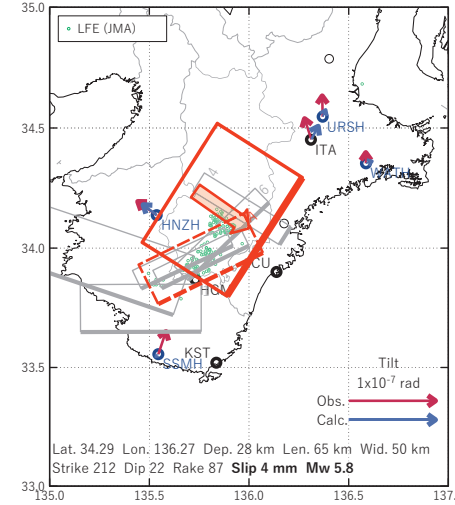 35.0
LFE (JMA)
34.5
URSH
ITA
HNZH
34.0
CU
KST
SSMH
33.5
Tilt
1x10-7 rad
Obs.
Calc.
Lat. 34.29 Lon. 136.27 Dep. 28 km Len. 65 km Wid. 50 km
Strike 212 Dip 22 Rake 87 Slip 4 mm Mw 5.8
33.0
135.0 135.5 136.0 136.5 137.